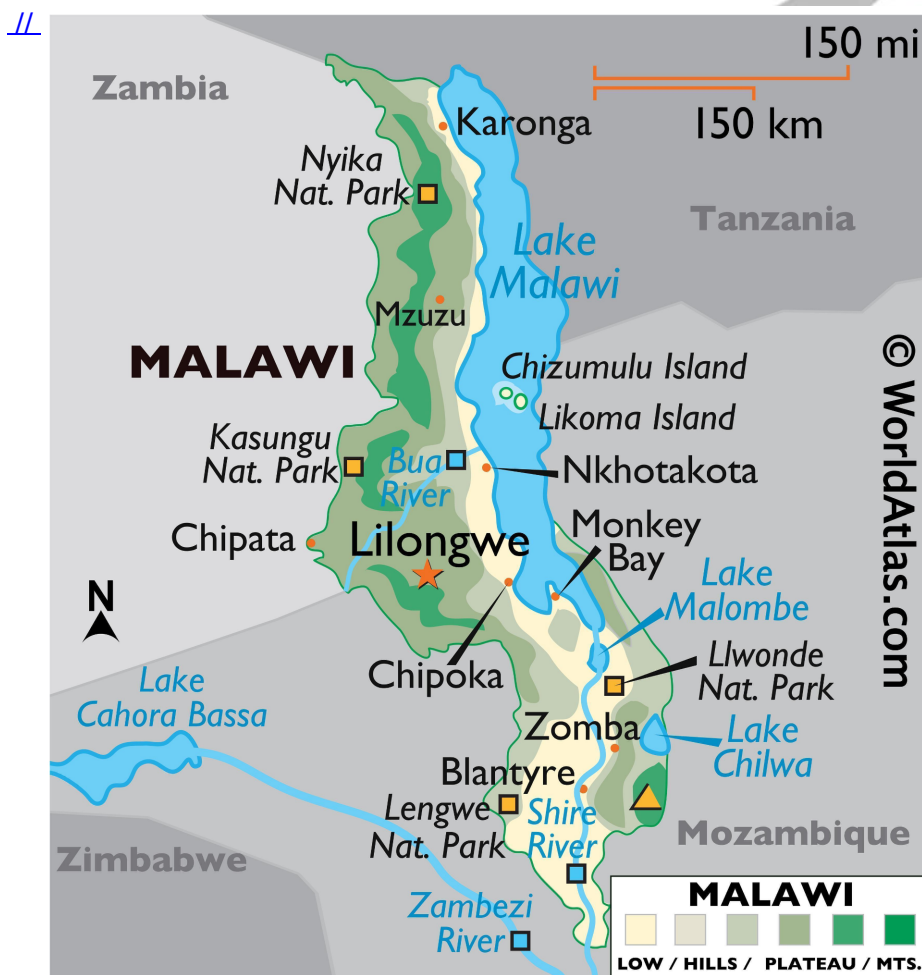 //
150 mi
Zambia
Karonga
150 km
Nyika
Nat. Park
Tanzania
Lake
Malawi
Mzuzu
MALAWI
Chizumulu Island
Likoma Island
© WorldAtlas.com
Kasungu
Nat. Park
Bua
River
Nkhotakota
Chipata
Lilongwe
Monkey
Bay
N
Lake
Malombe
Chipoka
Llwonde
Nat. Park
Lake
Cahora Bassa
Zomba
Lake
Chilwa
Blantyre
Lengwe
Nat. Park
Shire
River
Mozambique
Zimbabwe
Zambezi
River
MALAWI
LOW / HILLS / PLATEAU / MTS.